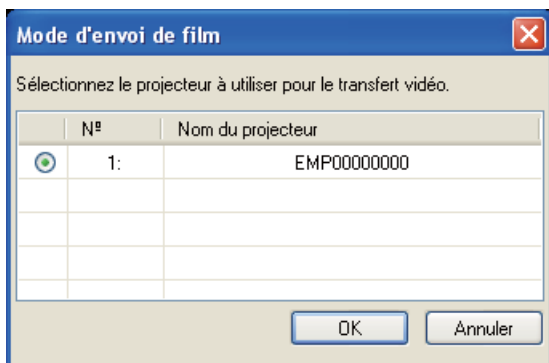 Mode d'envoi de film
Sélectionnez le projecteur à utiliser pour le transfert vidéo.
Nº Nom du projecteur
1: EMP00000000
OK Annuler